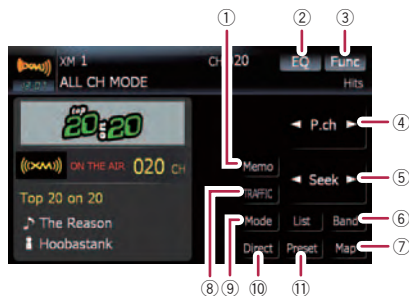 ① ② ③
XM 1 CH 020 EQ Func
ALL CH MODE Hits
top 20 on 20
◄ P.ch ► ④
((XM)) ON THE AIR 020 CH Memo
◄ Seek ► ⑤
TRAFFIC
Top 20 on 20
The Reason Mode List Band ⑥
Hoobastank Direct Preset Map ⑦
⑧ ⑨ ⑩ ⑪